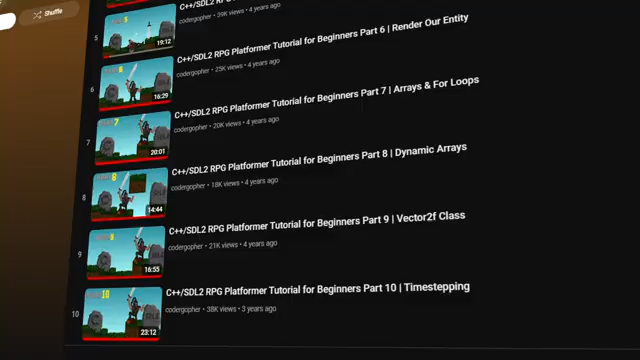 Shuffle
C++/SDL2 RPG
codergopher • 39K views • 4 years ago
5
19:12
C++/SDL2 RPG Platformer Tutorial for Beginners Part 6 | Render Our Entity
codergopher • 25K views • 4 years ago
6
6
16:29
C++/SDL2 RPG Platformer Tutorial for Beginners Part 7 | Arrays & For Loops
codergopher • 20K views • 4 years ago
7
7
20:01
C++/SDL2 RPG Platformer Tutorial for Beginners Part 8 | Dynamic Arrays
codergopher • 18K views • 4 years ago
8
8
14:44
C++/SDL2 RPG Platformer Tutorial for Beginners Part 9 | Vector2f Class
codergopher • 21K views • 4 years ago
9
16:55
C++/SDL2 RPG Platformer Tutorial for Beginners Part 10 | Timestepping
codergopher • 38K views • 3 years ago
10
10
23:12